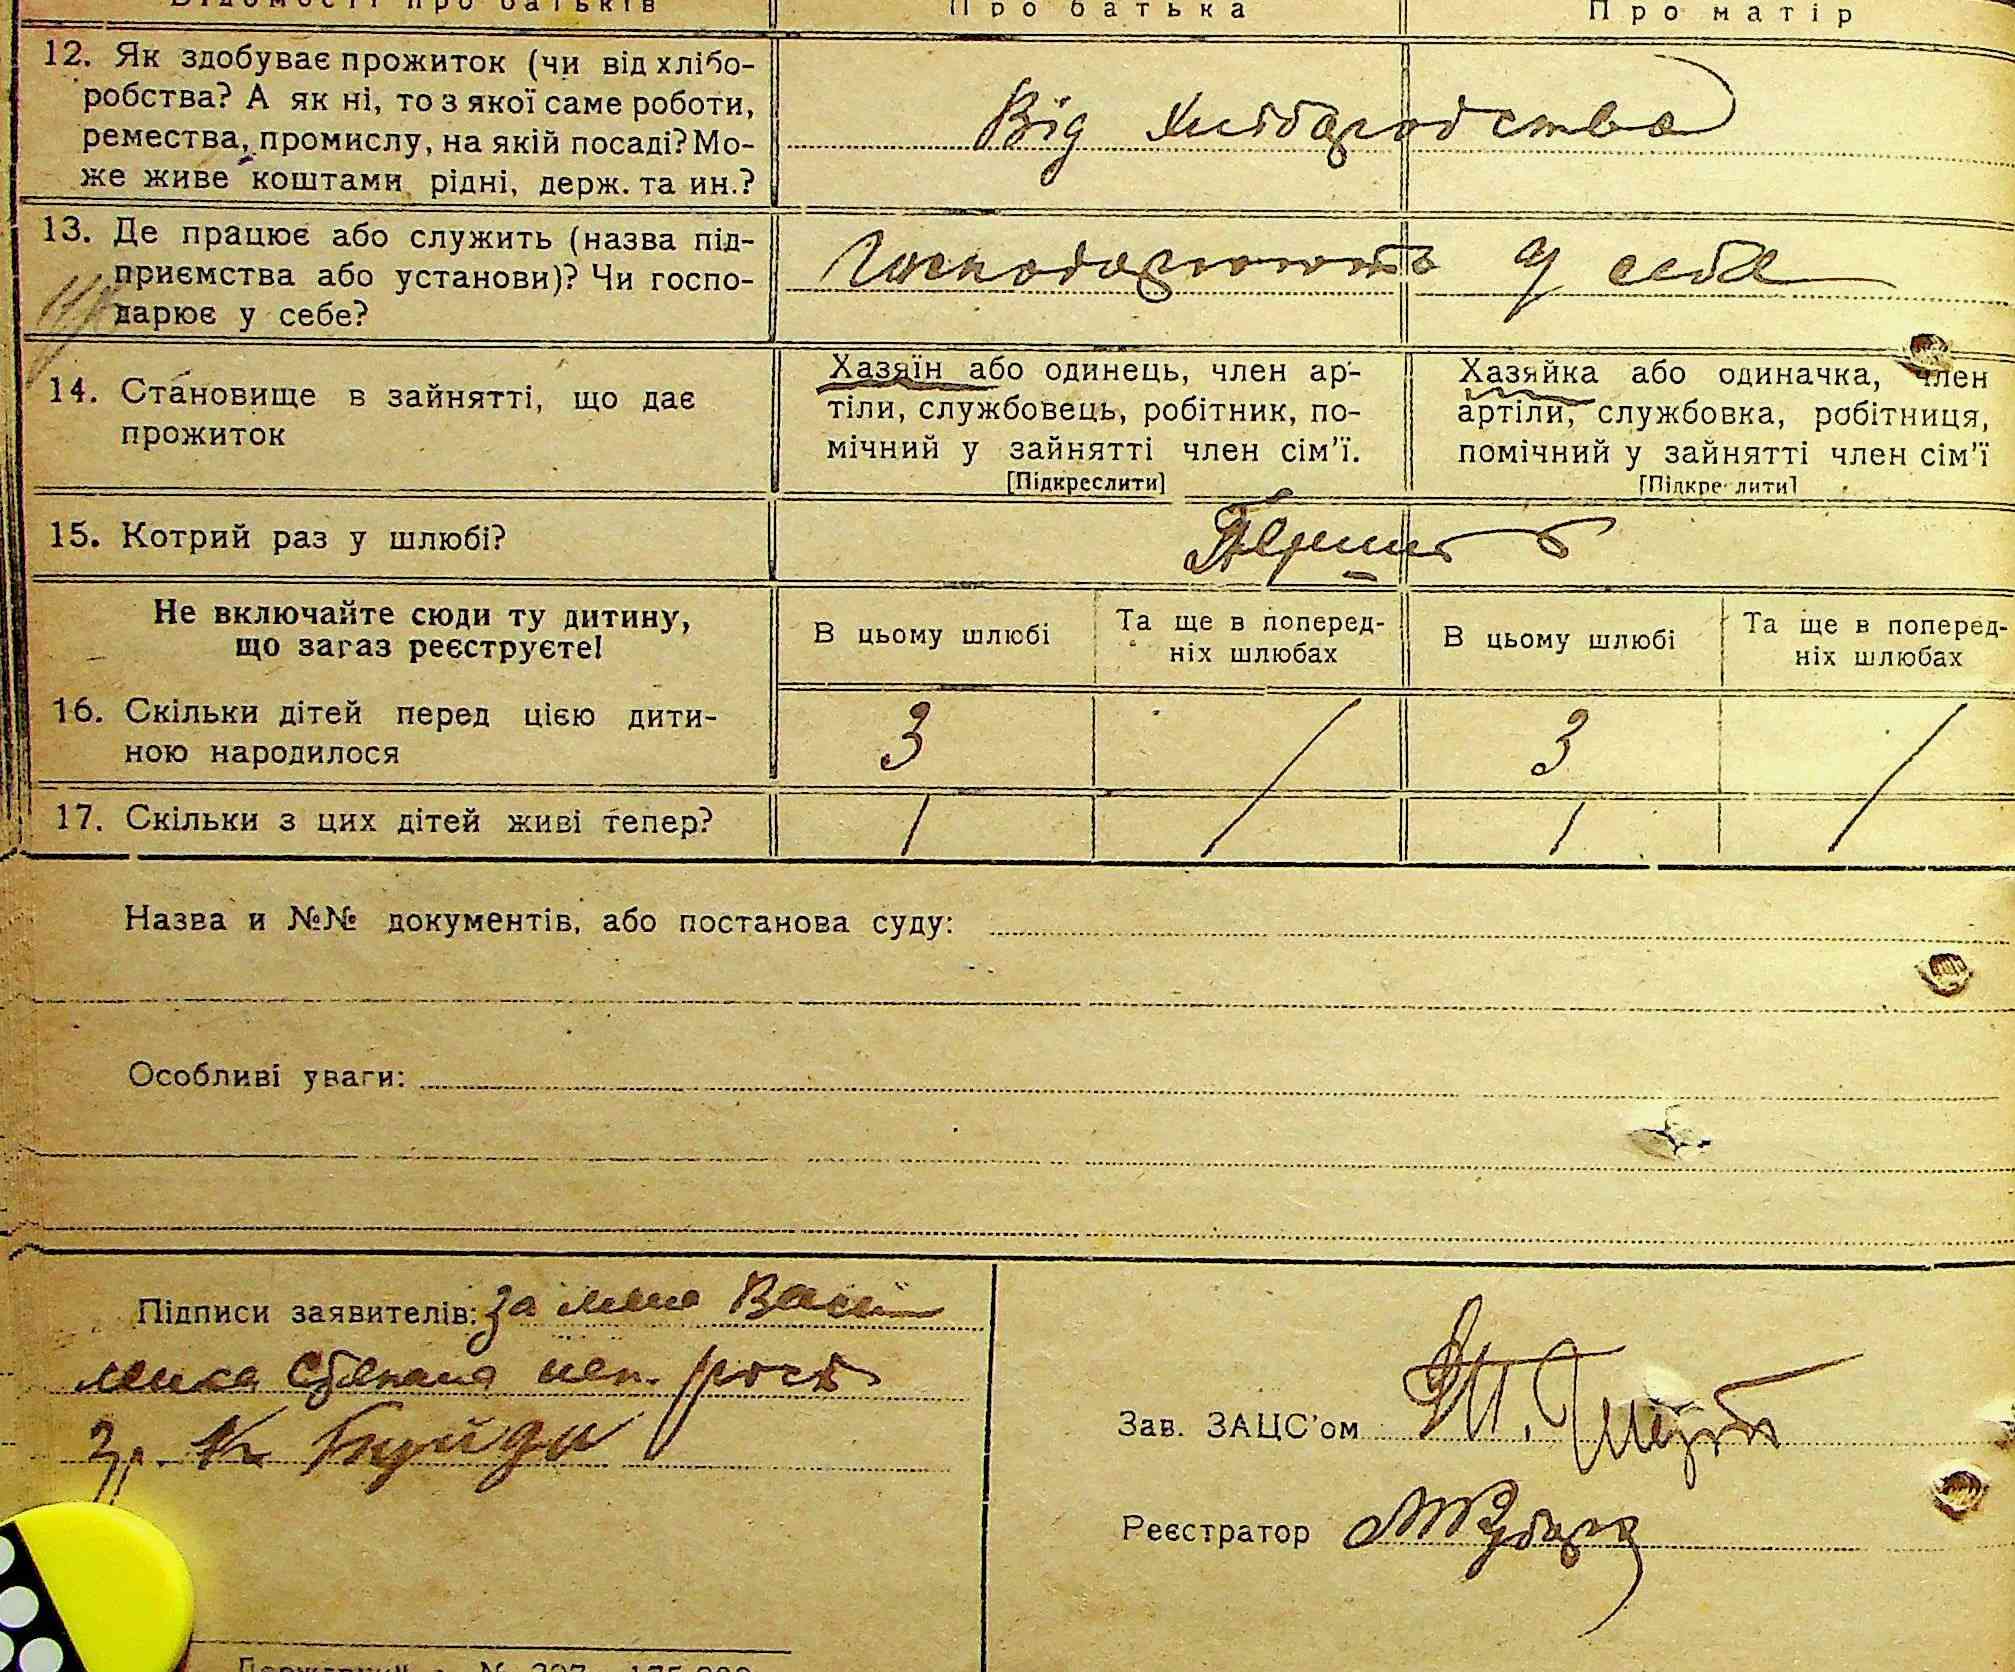 Відомості про батьків Про батька Про матір
12. Як здобуває прожиток (чи від хлібо-
робства? А як ні, то з якої саме роботи,
ремества, промислу, на якій посаді? Мо-
же живе коштами рідні, держ. та ин.?
Від хліборобства
13. Де працює або служить (назва під-
приємства або установи)? Чи госпо-
дарює у себе?
Господарюють у себе
14. Становище в зайнятті, що дає
прожиток
Хазяїн або одинець, член ар-
тіли, службовець, робітник, по-
мічний у зайнятті член сім'ї.
[Підкреслити]
Хазяйка або одиначка, член
артіли, службовка, робітниця,
помічний у зайнятті член сім'ї
[Підкреслити]
15. Котрий раз у шлюбі?
Перший
Не включайте сюди ту дитину,
що загаз реєструєте!
В цьому шлюбі
Та ще в поперед-
ніх шлюбах
В цьому шлюбі
Та ще в поперед-
ніх шлюбах
16. Скільки дітей перед цією дити-
ною народилося
3 / 3 /
17. Скільки з цих дітей живі тепер?
1 1
Назва и №№ документів, або постанова суду:
Особливі уваги:
Підписи заявителів: за
Степана неп.
Зав. ЗАЦС'ом
Реєстратор